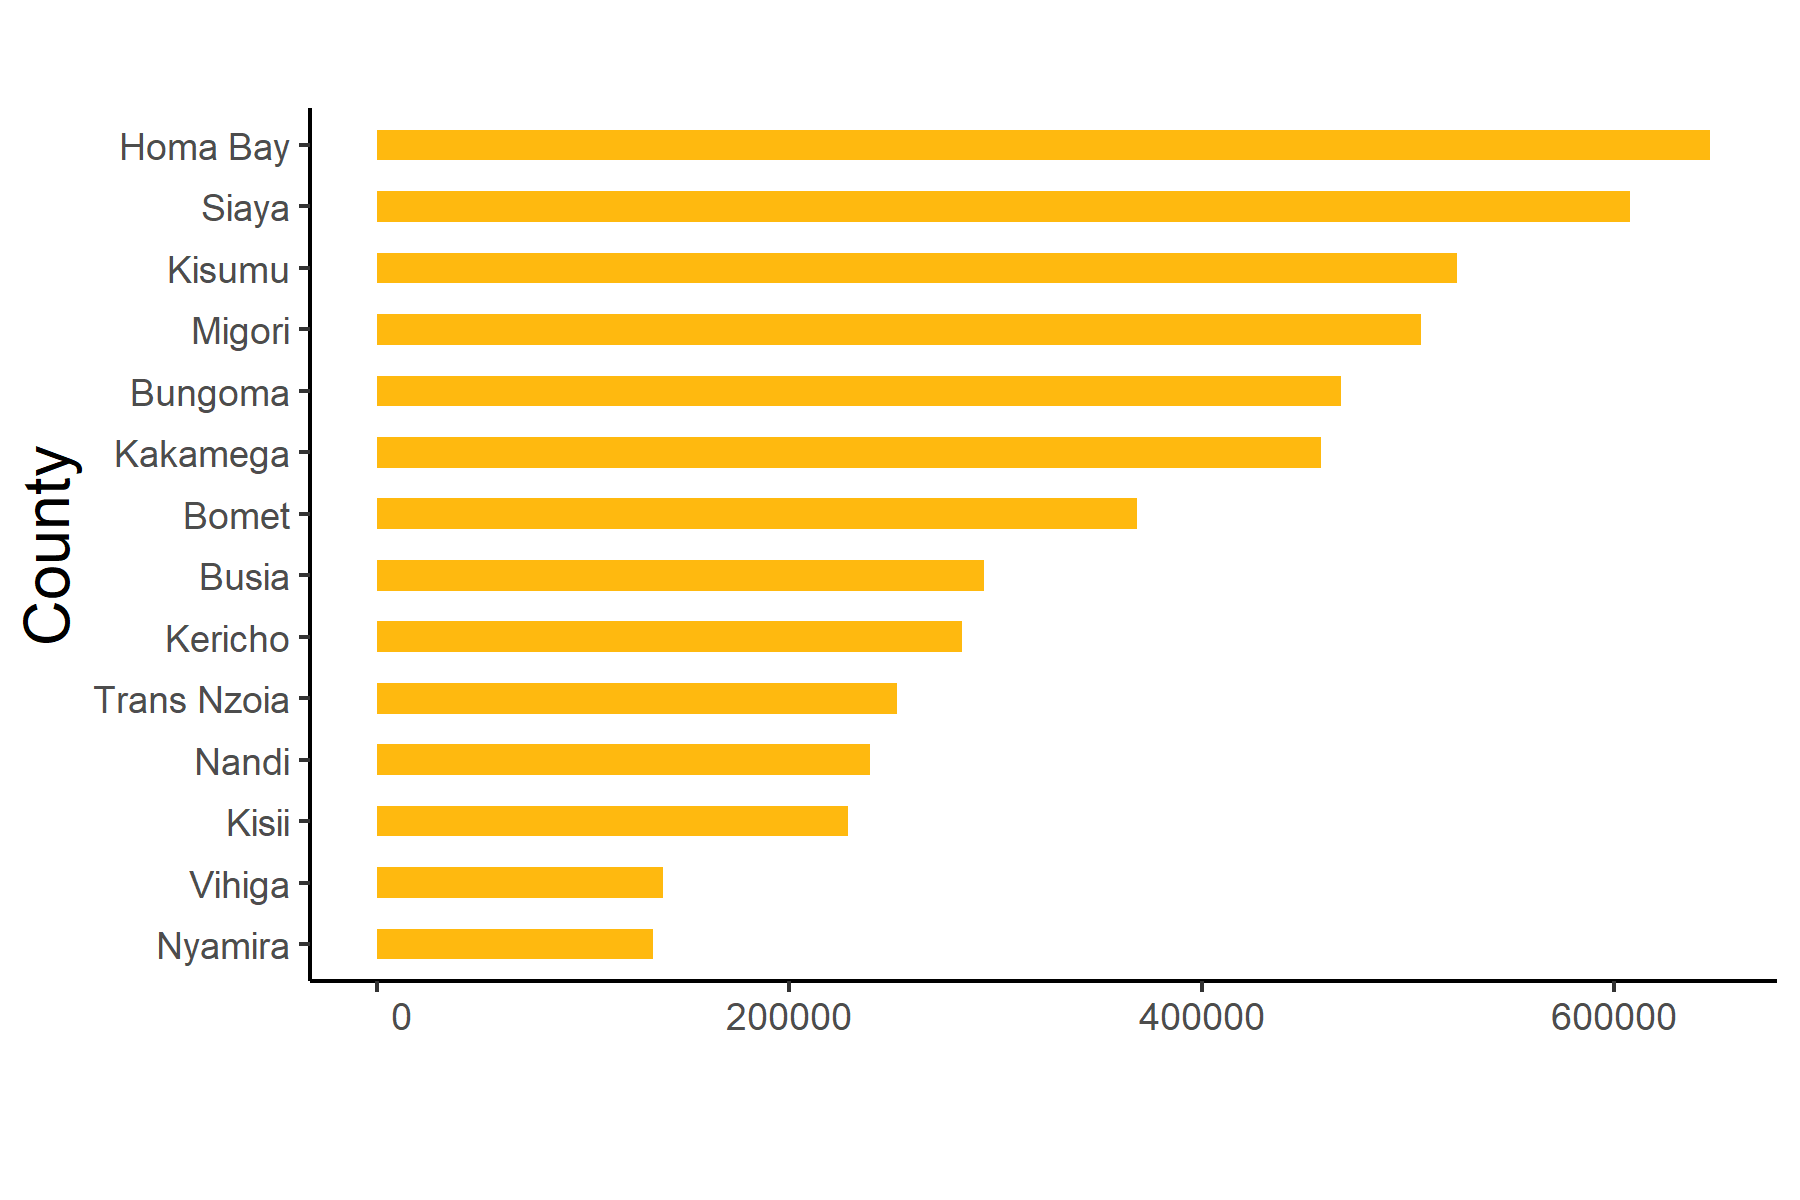 County
Homa Bay
Siaya
Kisumu
Migori
Bungoma
Kakamega
Bomet
Busia
Kericho
Trans Nzoia
Nandi
Kisii
Vihiga
Nyamira
0 200000 400000 600000